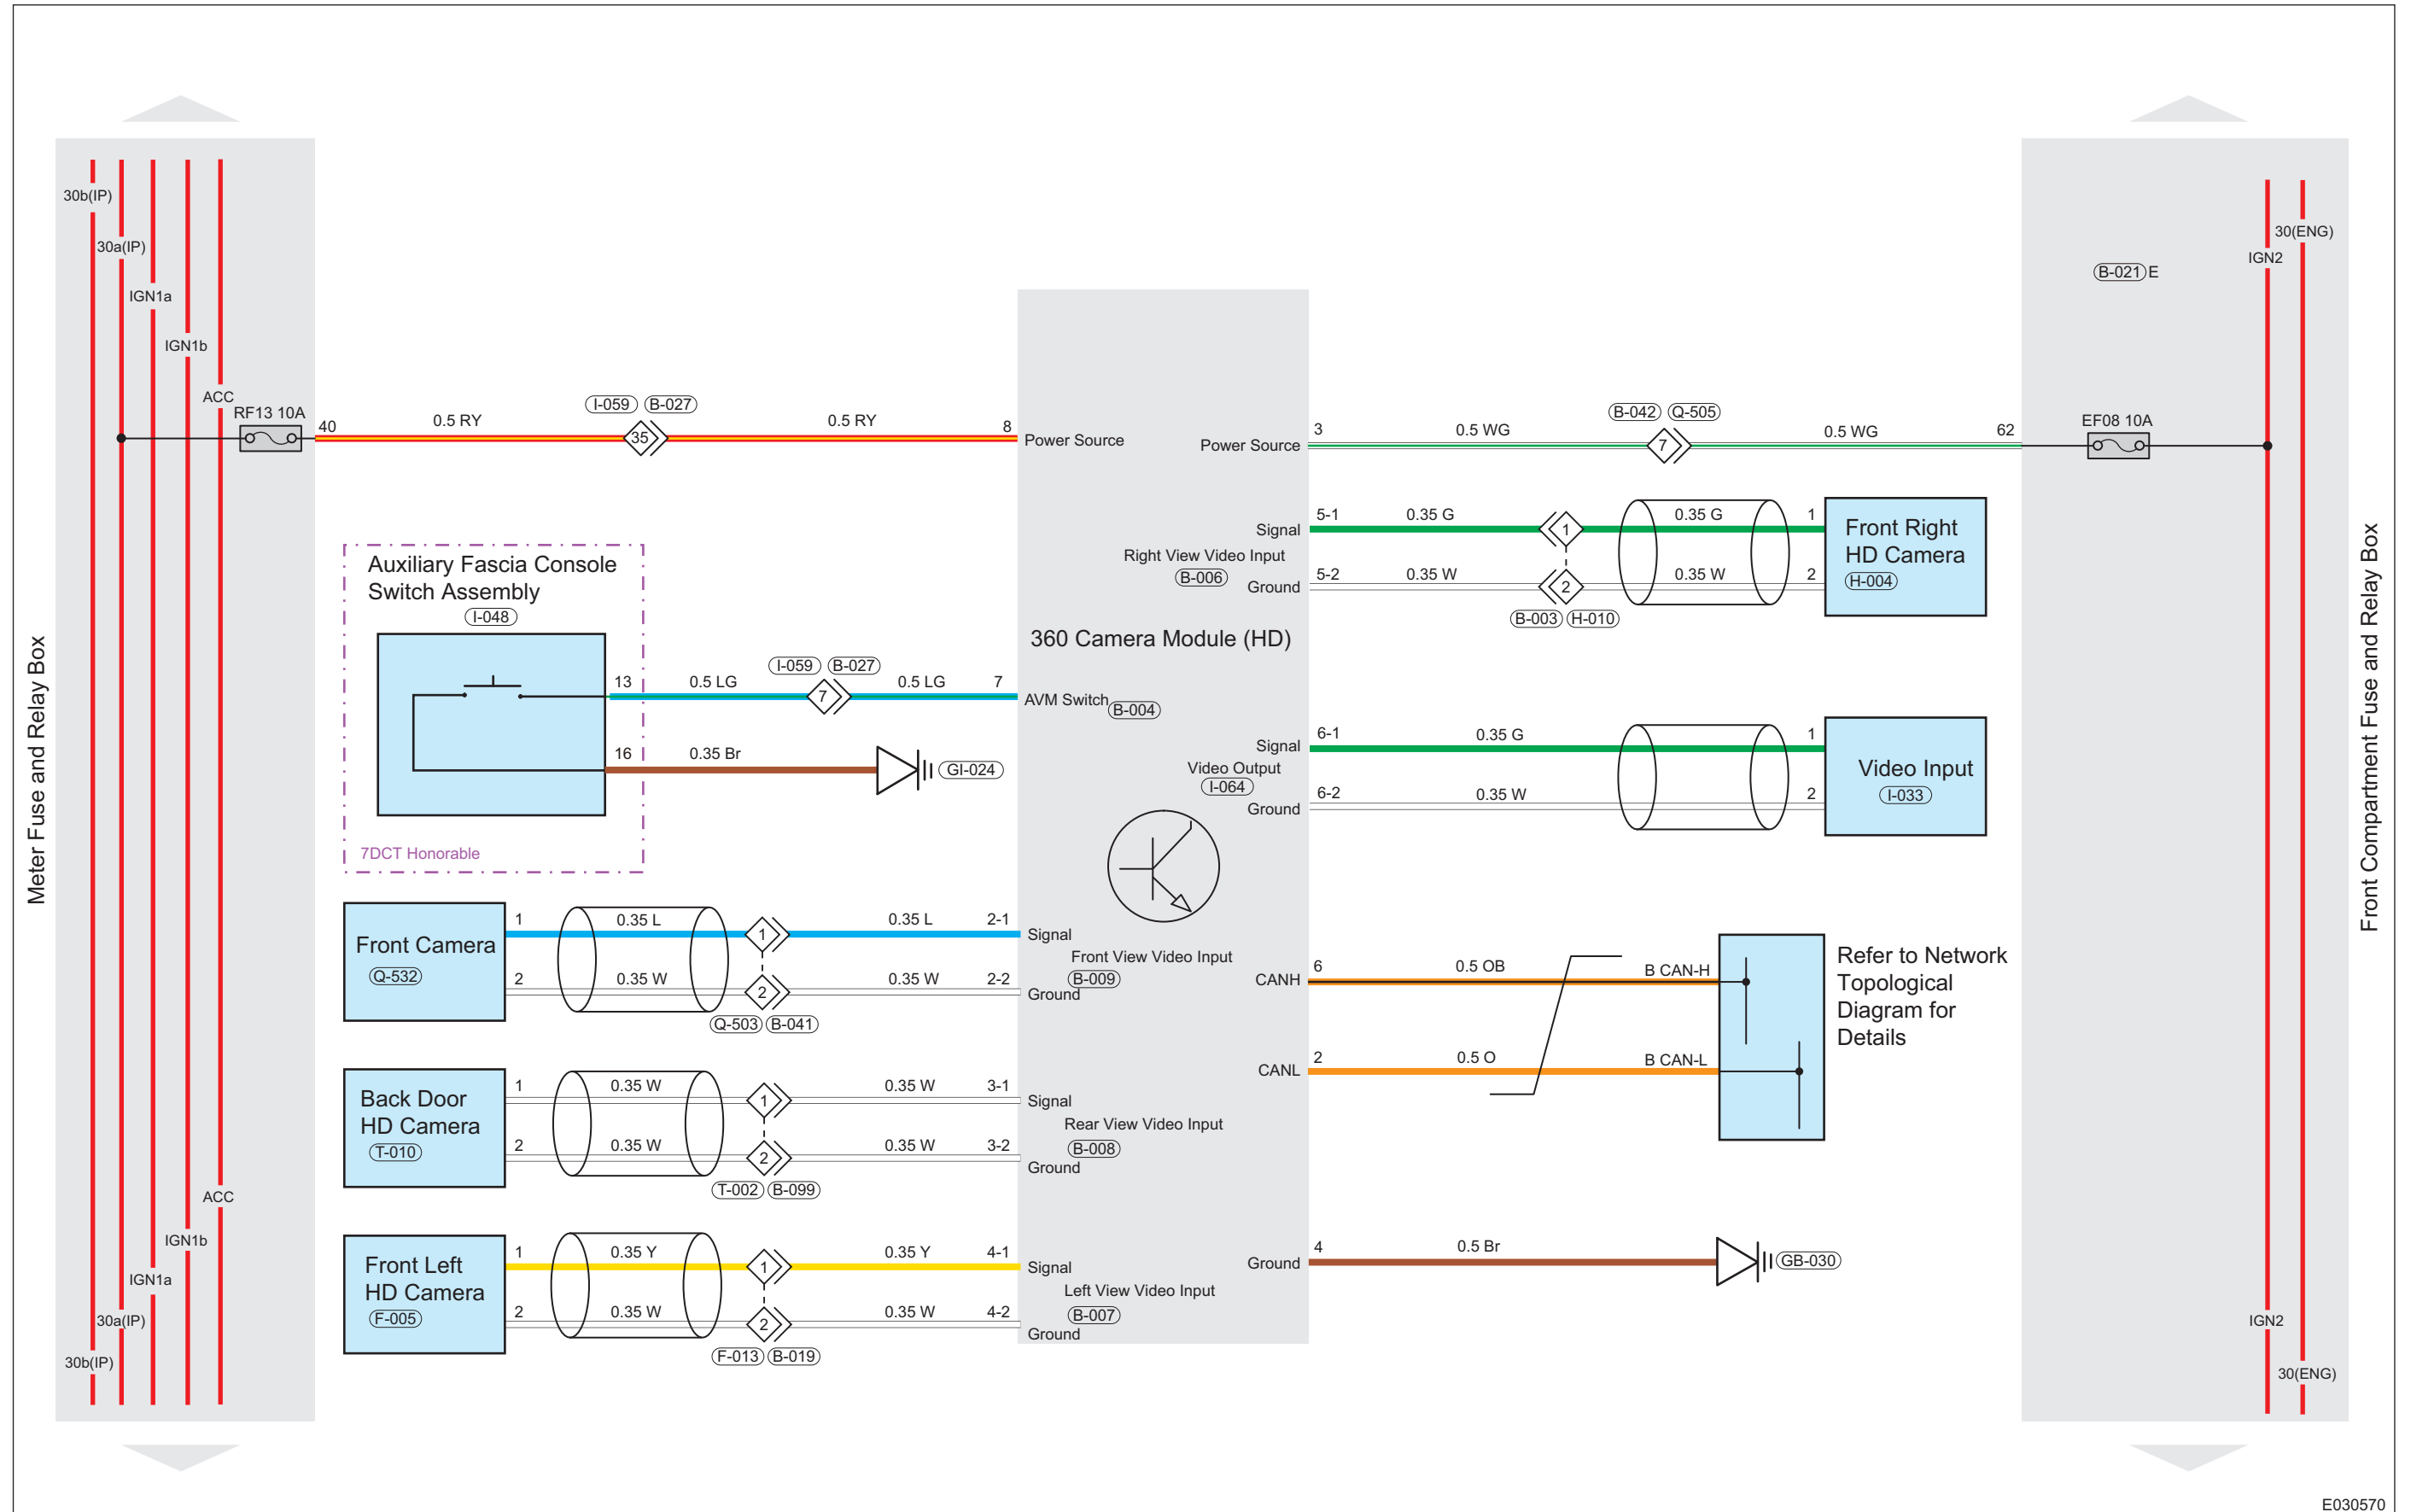 Meter Fuse and Relay Box
30b(IP)
30a(IP)
IGN1a
IGN1b
ACC
RF13 10A
40
0.5 RY
I-059 B-027
35
0.5 RY
8
Power Source
Auxiliary Fascia Console
Switch Assembly
I-048
13
0.5 LG
I-059 B-027
7
0.5 LG
7
AVM Switch
B-004
16
0.35 Br
GI-024
7DCT Honorable
Front Camera
Q-532
1
0.35 L
1
0.35 L
2-1
Signal
Front View Video Input
B-009
2
0.35 W
2
0.35 W
2-2
Ground
Q-503 B-041
Back Door
HD Camera
T-010
1
0.35 W
1
0.35 W
3-1
Signal
Rear View Video Input
B-008
2
0.35 W
2
0.35 W
3-2
Ground
T-002 B-099
Front Left
HD Camera
F-005
1
0.35 Y
1
0.35 Y
4-1
Signal
Left View Video Input
B-007
2
0.35 W
2
0.35 W
4-2
Ground
F-013 B-019
ACC
IGN1b
IGN1a
30a(IP)
30b(IP)
360 Camera Module (HD)
Power Source
3
0.5 WG
B-042 Q-505
7
0.5 WG
62
EF08 10A
B-021 E
IGN2
30(ENG)
Signal
5-1
0.35 G
1
0.35 G
1
Right View Video Input
B-006
Ground
5-2
0.35 W
2
0.35 W
2
B-003 H-010
Front Right
HD Camera
H-004
Signal
6-1
0.35 G
1
Video Output
I-064
Ground
6-2
0.35 W
2
Video Input
I-033
CANH
6
0.5 OB
B CAN-H
CANL
2
0.5 O
B CAN-L
Refer to Network
Topological
Diagram for
Details
Ground
4
0.5 Br
GB-030
IGN2
30(ENG)
Front Compartment Fuse and Relay Box
E030570